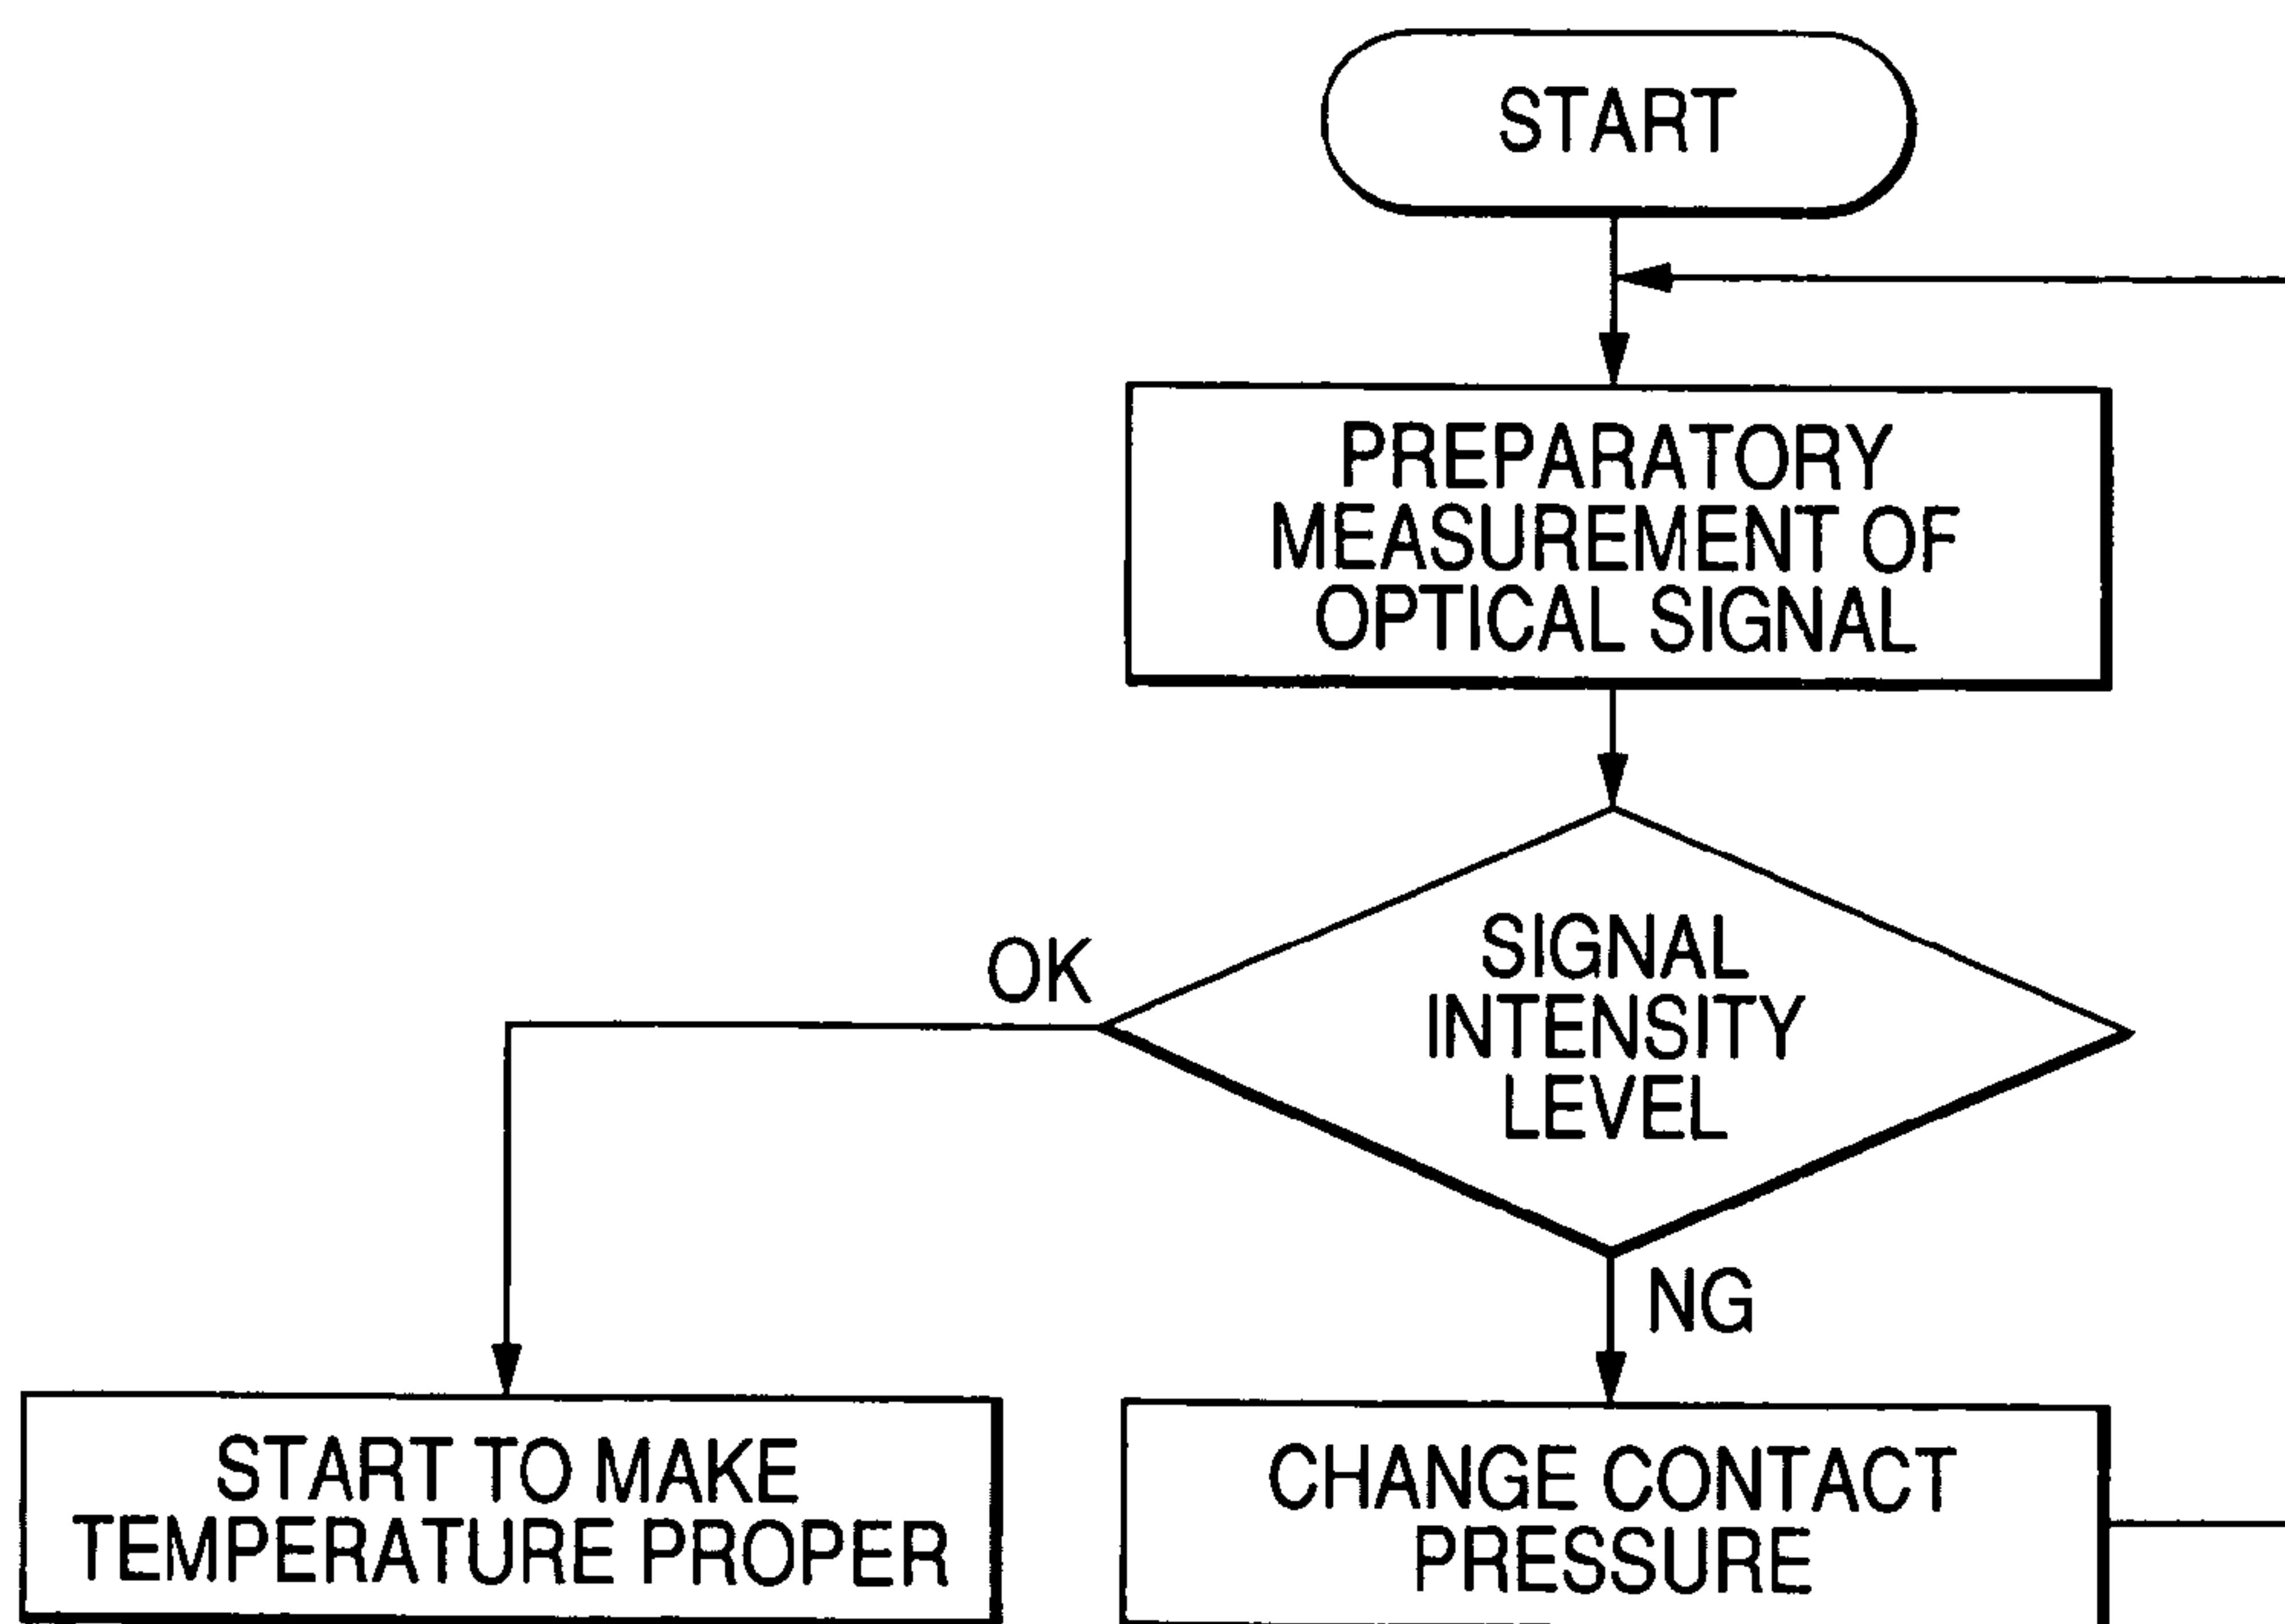 START
PREPARATORY
MEASUREMENT OF
OPTICAL SIGNAL
SIGNAL
INTENSITY
LEVEL
OK
NG
START TO MAKE
TEMPERATURE PROPER
CHANGE CONTACT
PRESSURE